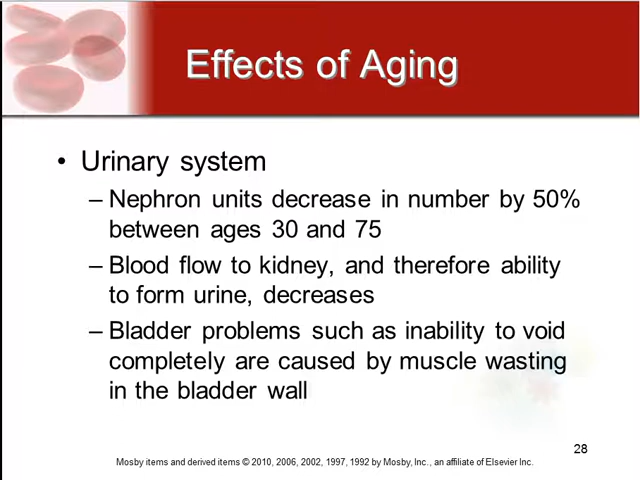 Effects of Aging
• Urinary system
– Nephron units decrease in number by 50%
between ages 30 and 75
– Blood flow to kidney, and therefore ability
to form urine, decreases
– Bladder problems such as inability to void
completely are caused by muscle wasting
in the bladder wall
28
Mosby items and derived items © 2010, 2006, 2002, 1997, 1992 by Mosby, Inc., an affiliate of Elsevier Inc.